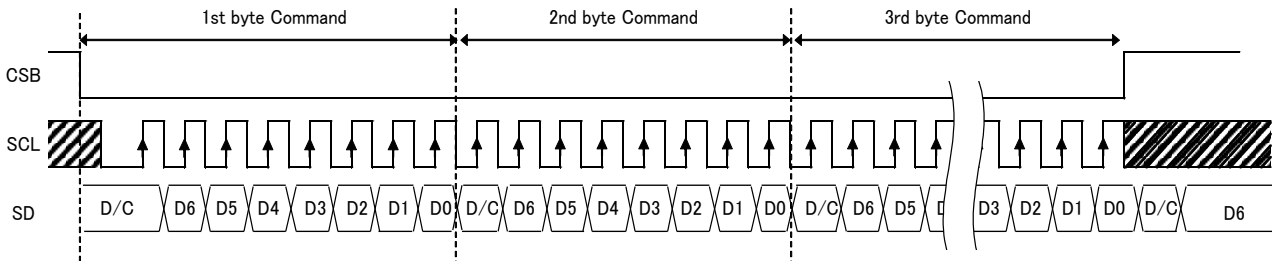 1st byte Command 2nd byte Command 3rd byte Command
CSB
SCL
SD D/C D6 D5 D4 D3 D2 D1 D0 D/C D6 D5 D4 D3 D2 D1 D0 D/C D6 D5 D3 D2 D1 D0 D/C D6